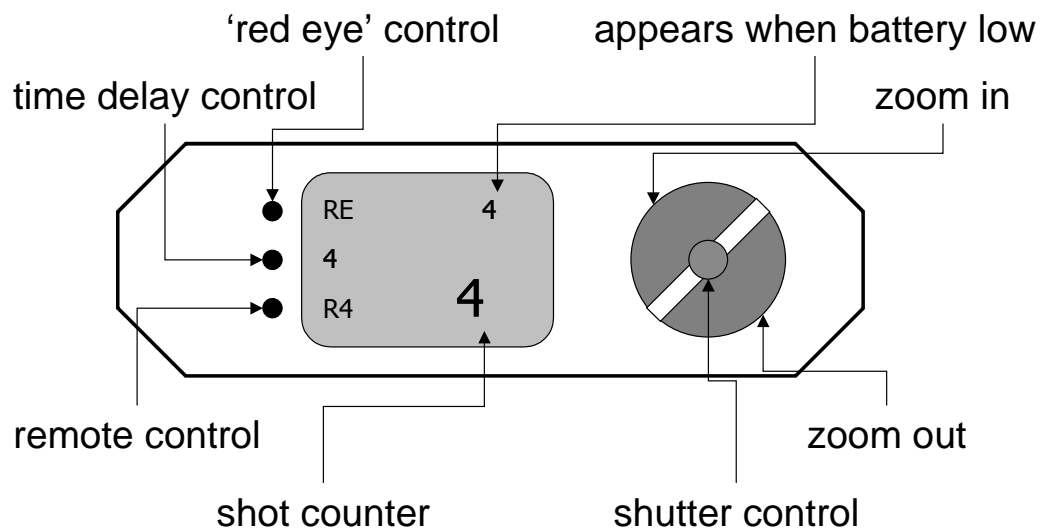 ‘red eye’ control
appears when battery low
time delay control
zoom in
RE
4
4
R4
4
remote control
zoom out
shot counter
shutter control